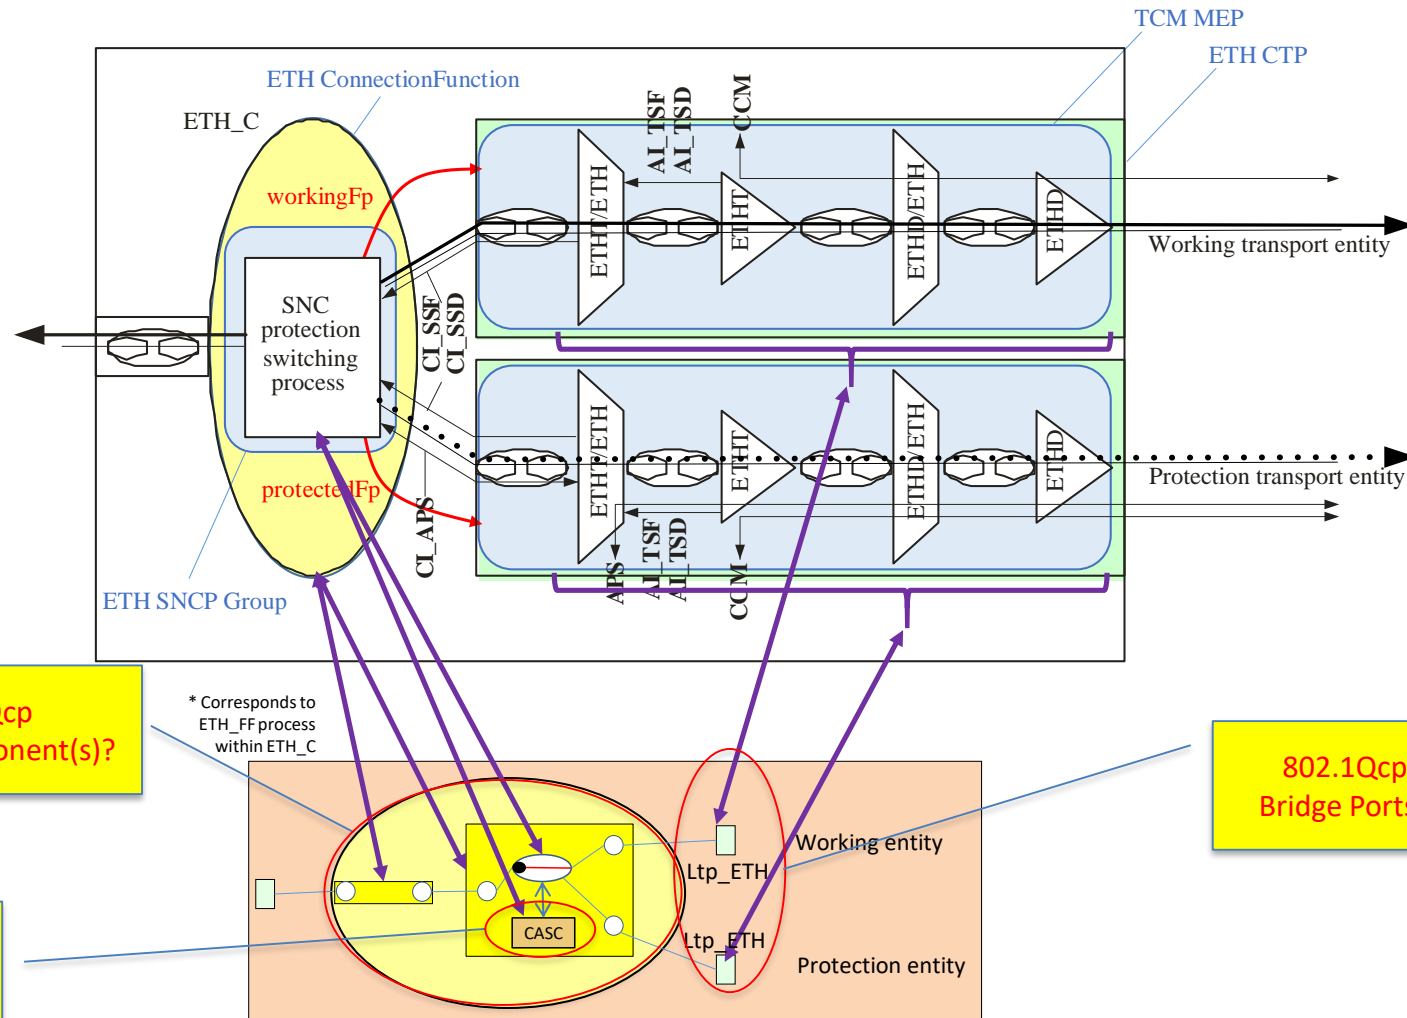 TCM MEP
ETH CTP
ETH ConnectionFunction
ETH_C
workingFp
AI_TSF
AI_TSD
CCM
ETHT/ETH
ETHT
ETHD/ETH
ETHD
Working transport entity
SNC
protection
switching
process
CI_SSF
CI_SSD
protectedFp
CI_APS
ETHT/ETH
ETHT
ETHD/ETH
ETHD
Protection transport entity
APS
AI_TSF
AI_TSD
CCM
ETH SNCP Group
onent(s)?
* Corresponds to
ETH_FF process
within ETH_C
802.1Qcp
Bridge Ports
Working entity
Ltp_ETH
CASC
Ltp_ETH
Protection entity